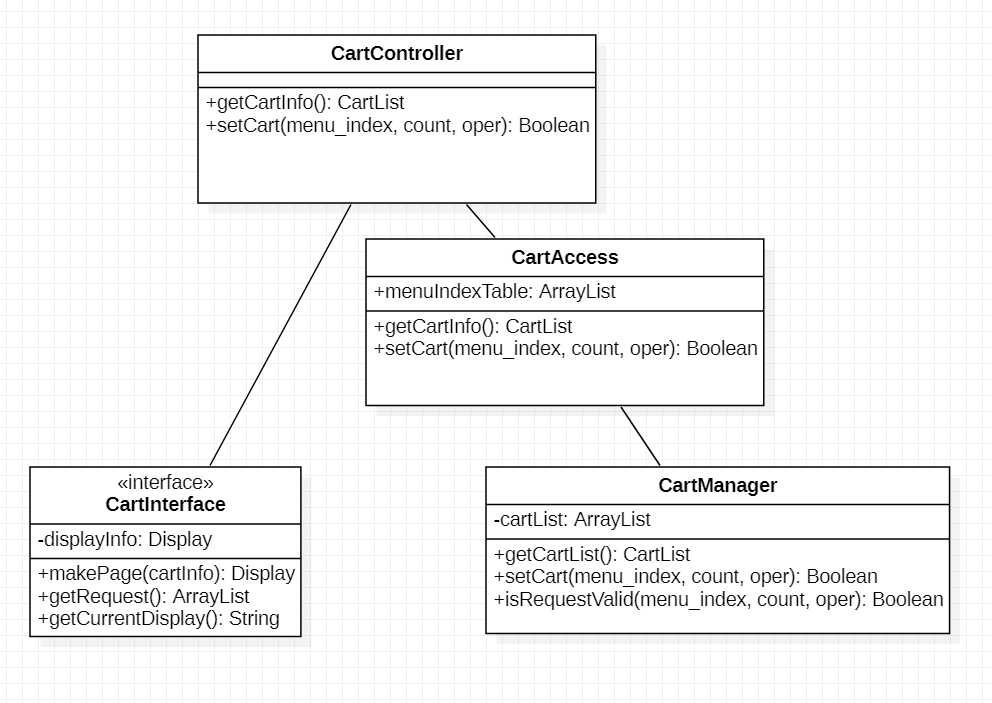 CartController
+getCartInfo(): CartList
+setCart(menu_index, count, oper): Boolean
CartAccess
+menuIndexTable: ArrayList
+getCartInfo(): CartList
+setCart(menu_index, count, oper): Boolean
«interface»
CartInterface
-displayInfo: Display
+makePage(cartInfo): Display
+getRequest(): ArrayList
+getCurrentDisplay(): String
CartManager
-cartList: ArrayList
+getCartList(): CartList
+setCart(menu_index, count, oper): Boolean
+isRequestValid(menu_index, count, oper): Boolean